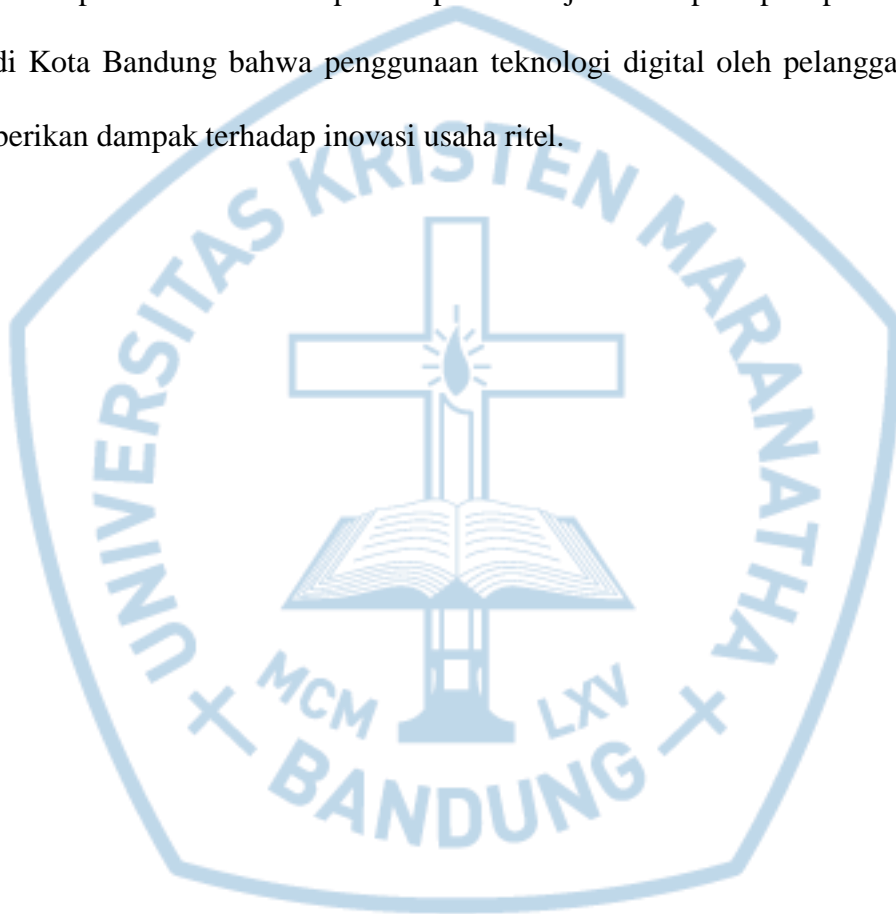 di Kota Bandung bahwa penggunaan teknologi digital oleh
berikan dampak terhadap inovasi usaha ritel.
UNIVERSITAS KRISTEN MARANATHA
MCM LXV
BANDUNG